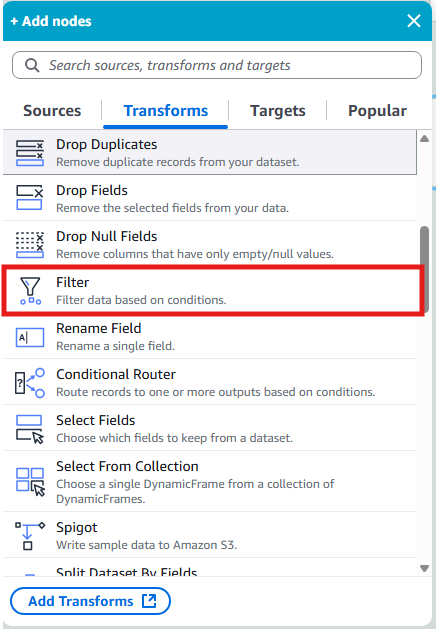 + Add nodes
Search sources, transforms and targets
Sources
Transforms
Targets
Popular
Drop Duplicates
Remove duplicate records from your dataset.
Drop Fields
Remove the selected fields from your data.
Drop Null Fields
Remove columns that have only empty/null values.
Filter
Filter data based on conditions.
A
Rename Field
Rename a single field.
?
Conditional Router
Route records to one or more outputs based on conditions.
Select Fields
Choose which fields to keep from a dataset.
Select From Collection
Choose a single DynamicFrame from a collection of
DynamicFrames.
Spigot
Write sample data to Amazon S3.
Split Dataset By Fields
Add Transforms